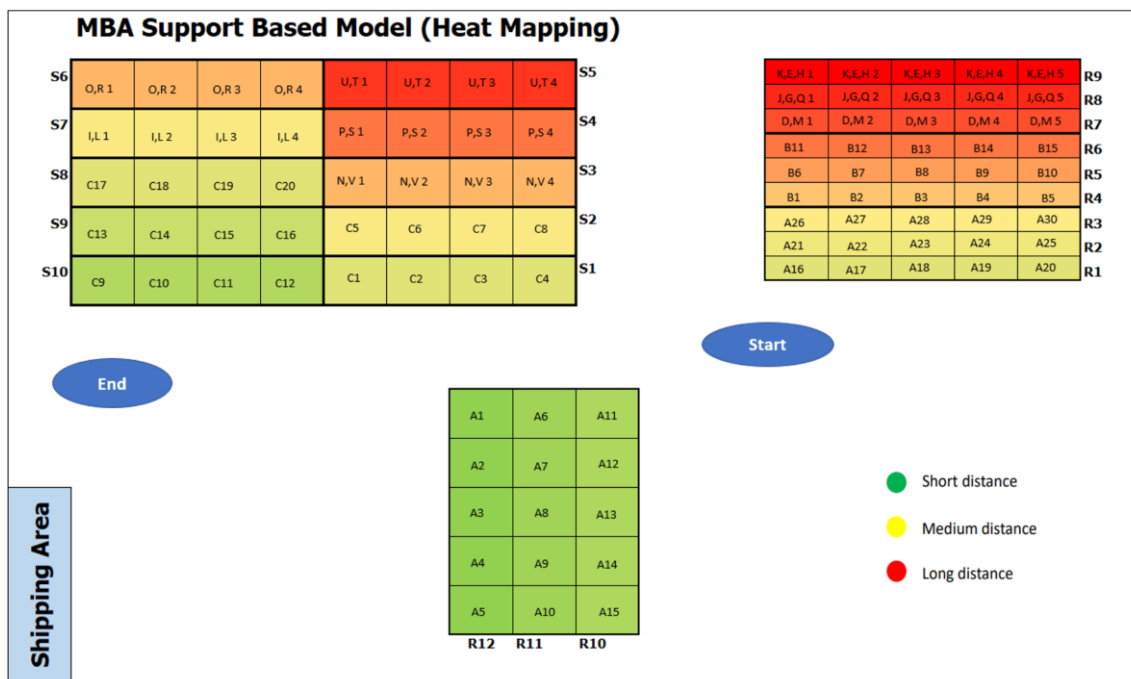 MBA Support Based Model (Heat Mapping)
S6 O,R 1 O,R 2 O,R 3 O,R 4 U,T 1 U,T 2 U,T 3 U,T 4 S5
S7 I,L 1 I,L 2 I,L 3 I,L 4 P,S 1 P,S 2 P,S 3 P,S 4 S4
S8 C17 C18 C19 C20 N,V 1 N,V 2 N,V 3 N,V 4 S3
S9 C13 C14 C15 C16 C5 C6 C7 C8 S2
S10 C9 C10 C11 C12 C1 C2 C3 C4 S1
K,E,H 1 K,E,H 2 K,E,H 3 K,E,H 4 K,E,H 5 R9
J,G,Q 1 J,G,Q 2 J,G,Q 3 J,G,Q 4 J,G,Q 5 R8
D,M 1 D,M 2 D,M 3 D,M 4 D,M 5 R7
B11 B12 B13 B14 B15 R6
B6 B7 B8 B9 B10 R5
B1 B2 B3 B4 B5 R4
A26 A27 A28 A29 A30 R3
A21 A22 A23 A24 A25 R2
A16 A17 A18 A19 A20 R1
Start
End
A1 A6 A11
A2 A7 A12
A3 A8 A13
A4 A9 A14
A5 A10 A15
R12 R11 R10
Short distance
Medium distance
Long distance
Shipping Area